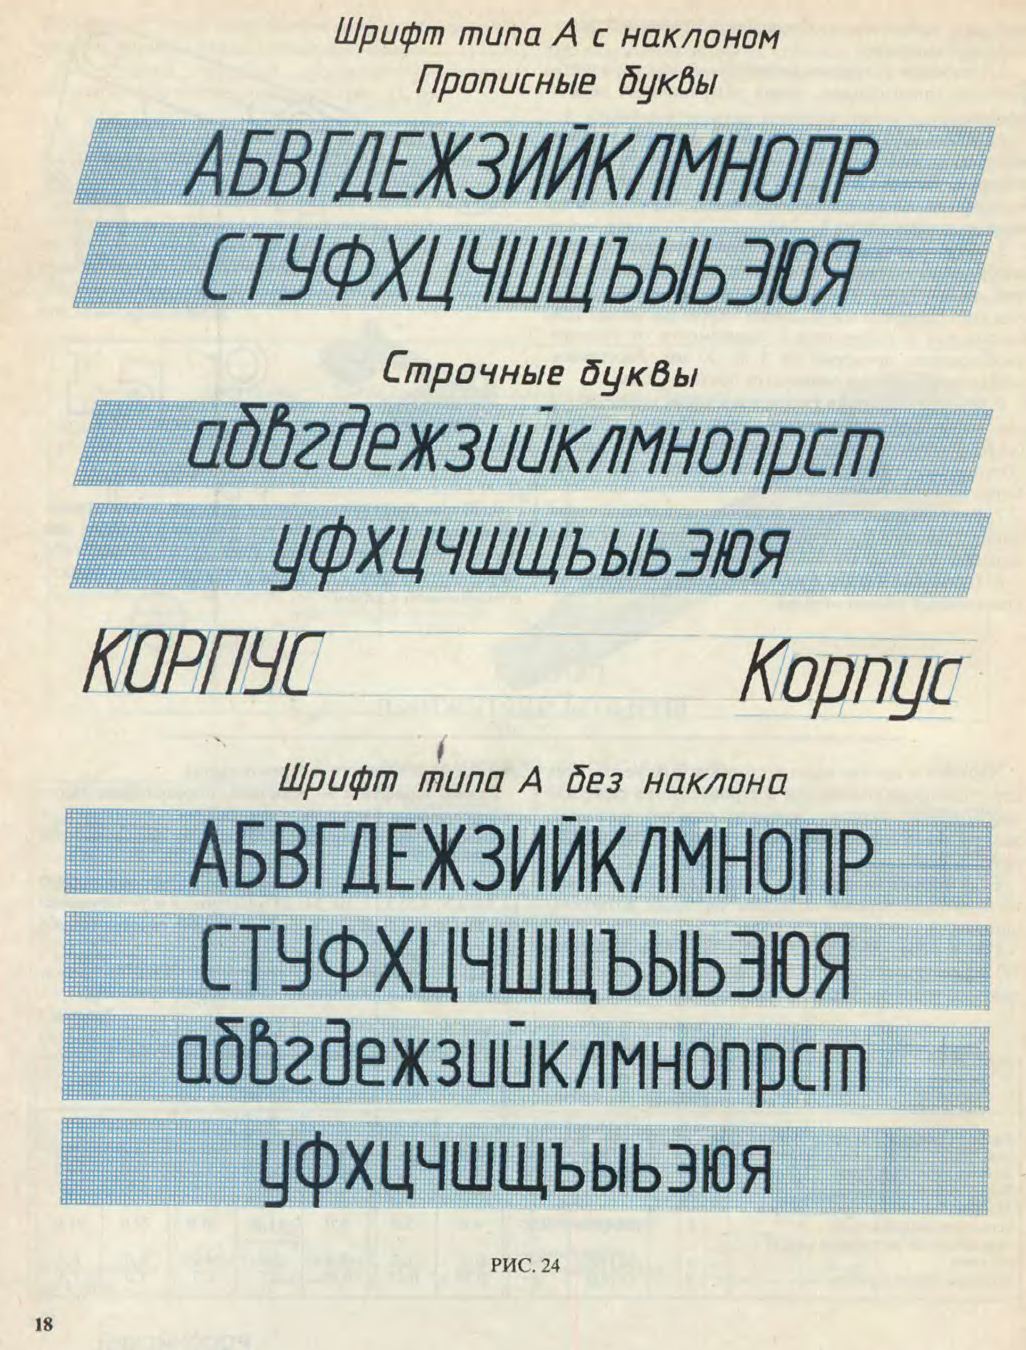 Шрифт типа А с наклоном
Прописные буквы
АБВГДЕЖЗИЙКЛМНОПР
СТУФХЦЧШЩЪЫЬЭЮЯ
Строчные буквы
абвгдежзийклмнопрст
уфхцчшщъыьэюя
КОРПУС Корпус
Шрифт типа А без наклона
АБВГДЕЖЗИЙКЛМНОПР
СТУФХЦЧШЩЪЫЬЭЮЯ
абвгдежзийклмнопрст
уфхцчшщъыьэюя
РИС. 24
18